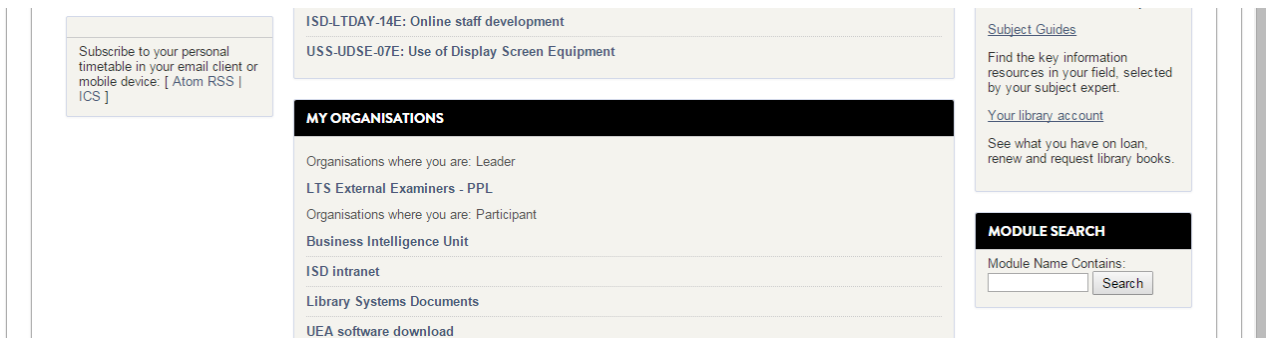 Subscribe to your personal
timetable in your email client or
mobile device: [ Atom RSS |
ICS ]
ISD-LTDAY-14E: Online staff development
USS-UDSE-07E: Use of Display Screen Equipment
MY ORGANISATIONS
Organisations where you are: Leader
LTS External Examiners - PPL
Organisations where you are: Participant
Business Intelligence Unit
ISD intranet
Library Systems Documents
UEA software download
Subject Guides
Find the key information
resources in your field, selected
by your subject expert.
Your library account
See what you have on loan,
renew and request library books.
MODULE SEARCH
Module Name Contains:
Search